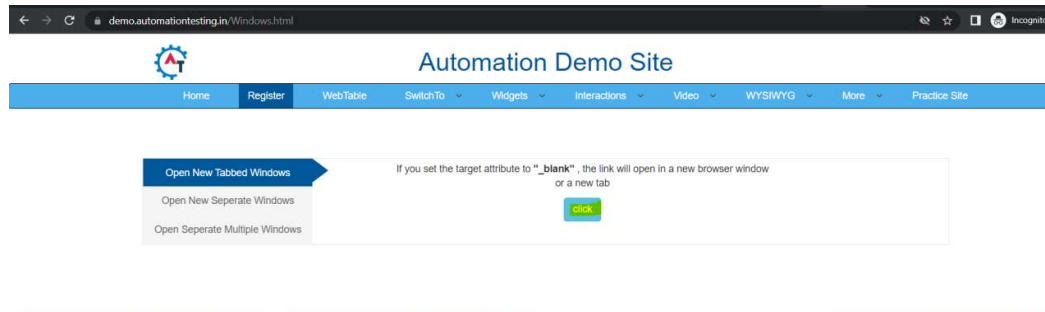 demo.automationtesting.in/Windows.html
Incognito
AT
Automation Demo Site
Home Register WebTable SwitchTo Widgets Interactions Video WYSIWYG More Practice Site
Open New Tabbed Windows
If you set the target attribute to "_blank" , the link will open in a new browser window
or a new tab
click
Open New Seperate Windows
Open Seperate Multiple Windows